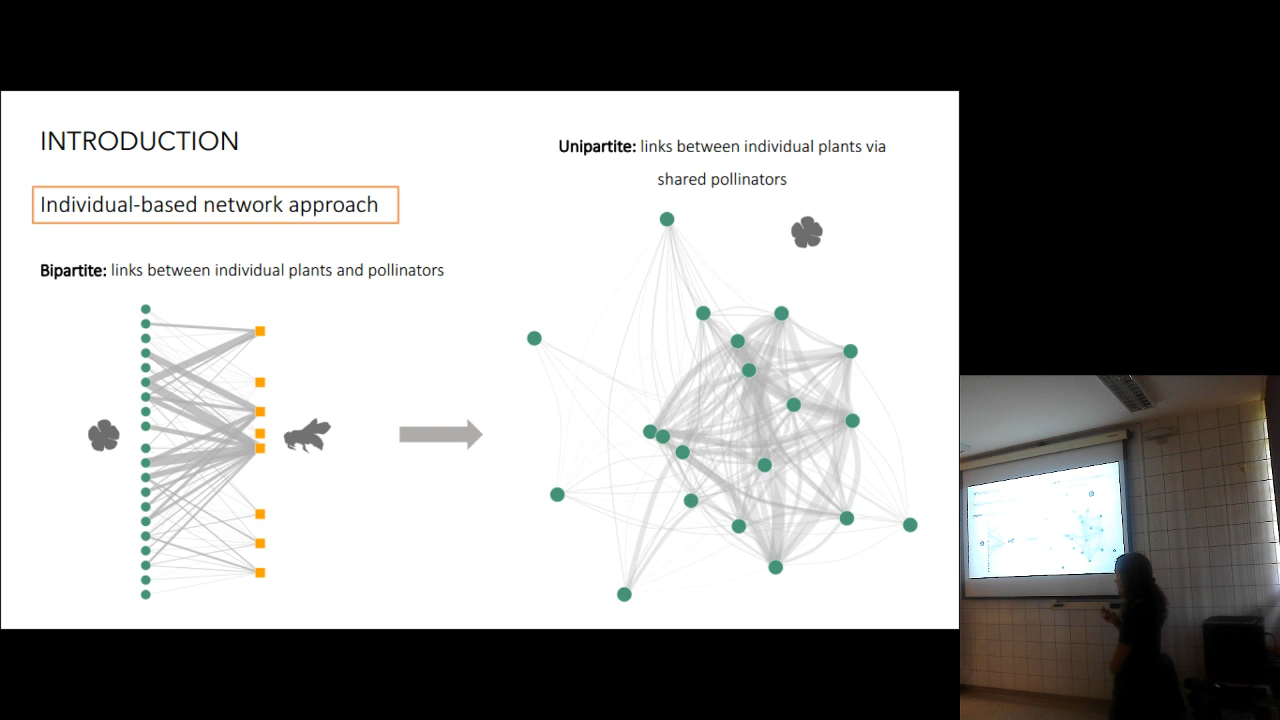 INTRODUCTION
Individual-based network approach
Bipartite: links between individual plants and pollinators
Unipartite: links between individual plants via
shared pollinators